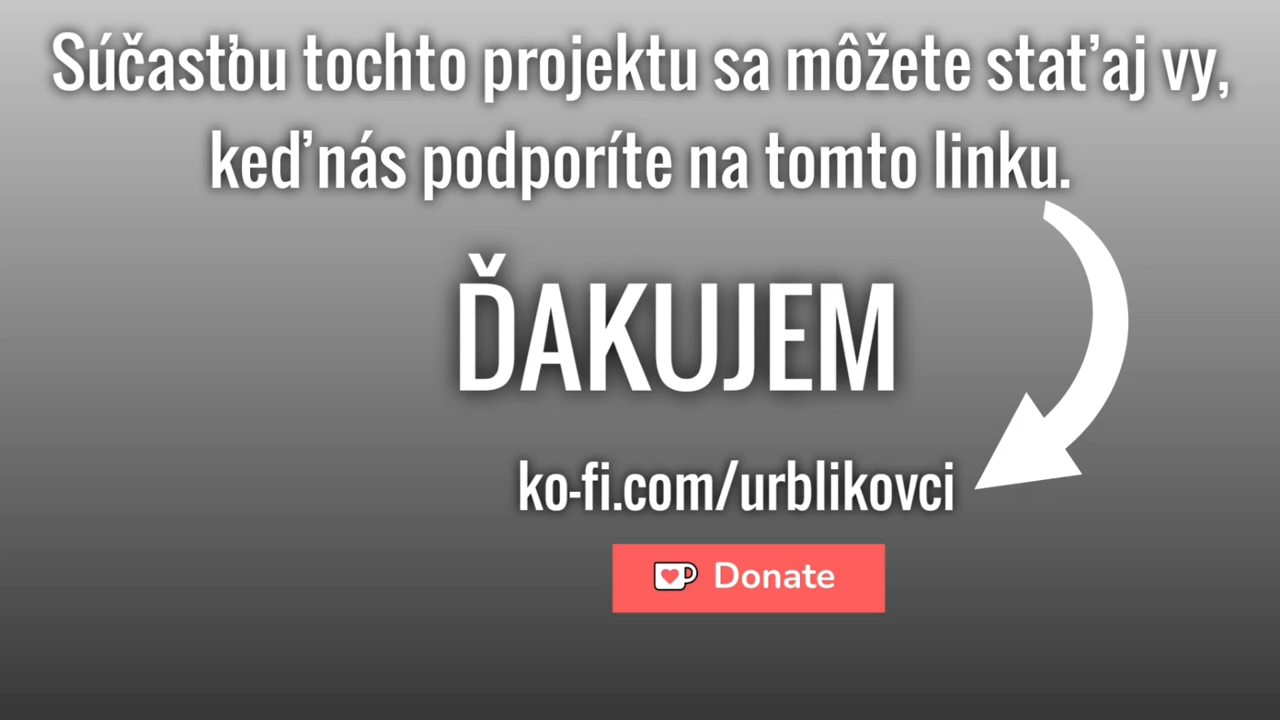 Súčasťou tochto projektu sa môžete stať aj vy,
keď nás podporíte na tomto linku.
ĎAKUJEM
ko-fi.com/urblikovci
Donate